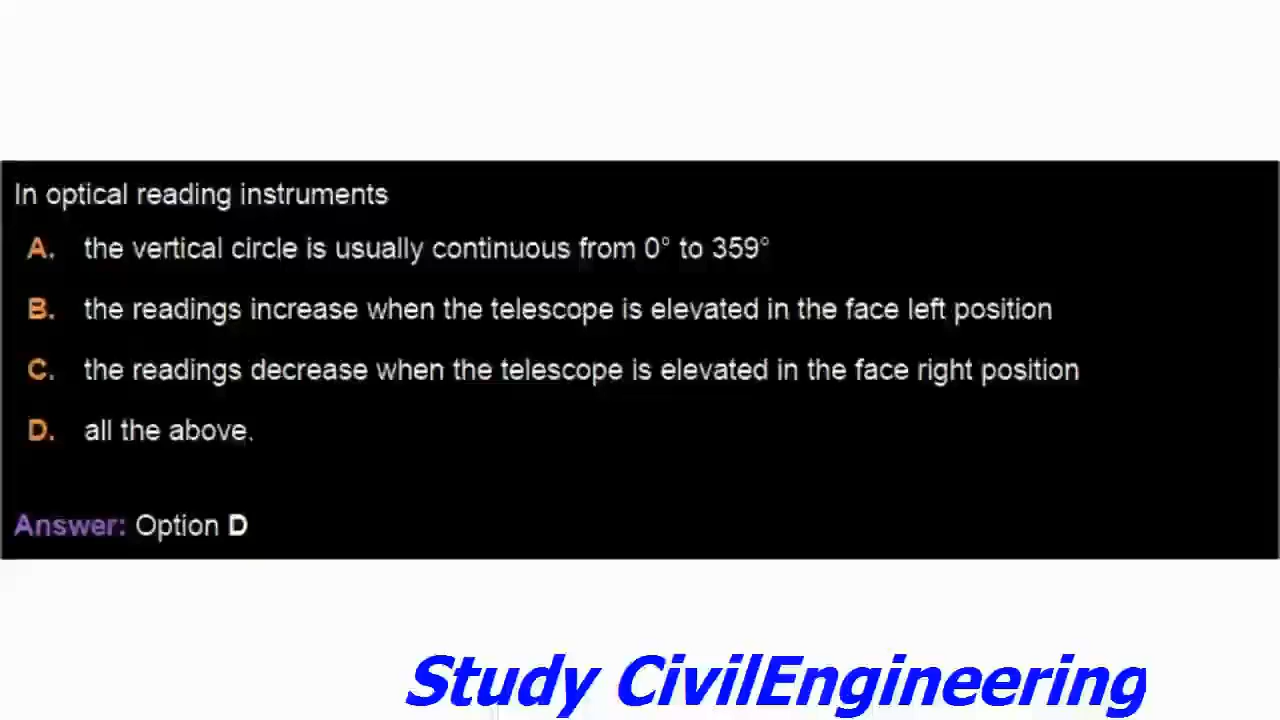 In optical reading instruments
A. the vertical circle is usually continuous from 0° to 359°
B. the readings increase when the telescope is elevated in the face left position
C. the readings decrease when the telescope is elevated in the face right position
D. all the above.
Answer: Option D
Study CivilEngineering